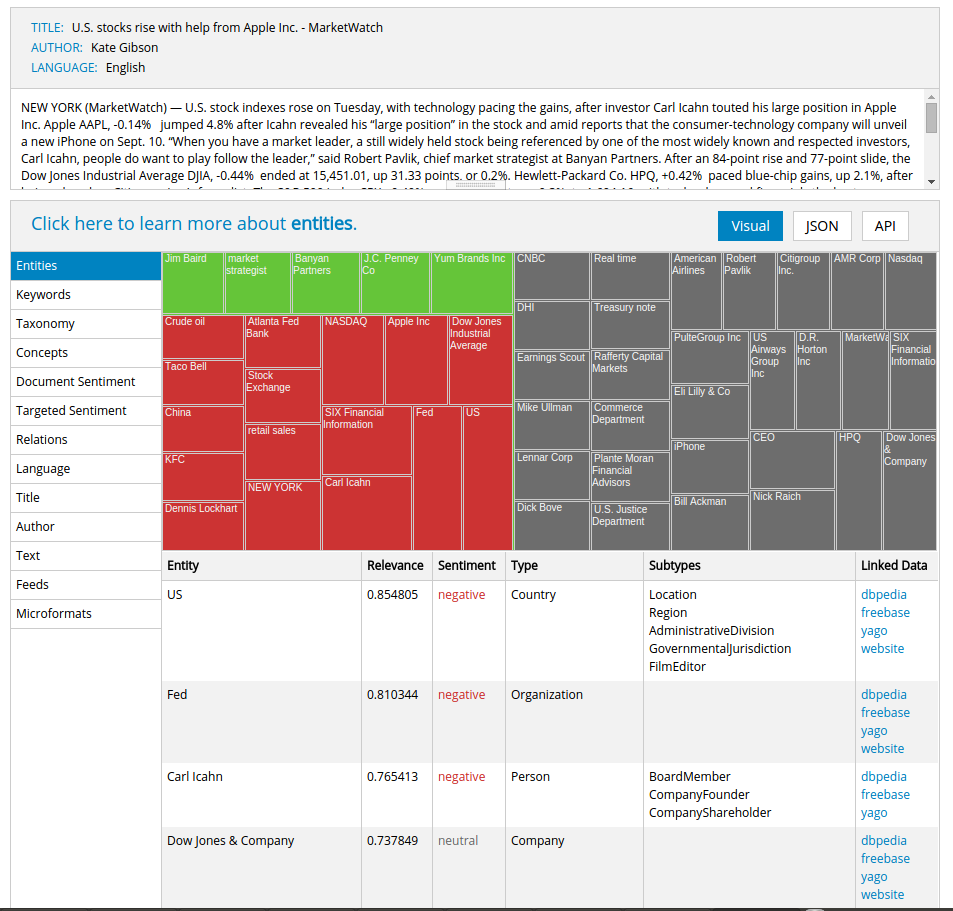 TITLE: U.S. stocks rise with help from Apple Inc. - MarketWatch
AUTHOR: Kate Gibson
LANGUAGE: English
NEW YORK (MarketWatch) — U.S. stock indexes rose on Tuesday, with technology pacing the gains, after investor Carl Icahn touted his large position in Apple
Inc. Apple AAPL, -0.14% jumped 4.8% after Icahn revealed his “large position” in the stock and amid reports that the consumer-technology company will unveil
a new iPhone on Sept. 10. “When you have a market leader, a still widely held stock being referenced by one of the most widely known and respected investors,
Carl Icahn, people do want to play follow the leader,” said Robert Pavlik, chief market strategist at Banyan Partners. After an 84-point rise and 77-point slide, the
Dow Jones Industrial Average DJIA, -0.44% ended at 15,451.01, up 31.33 points, or 0.2%. Hewlett-Packard Co. HPQ, +0.42% paced blue-chip gains, up 2.1%, after
Click here to learn more about entities.
Visual
JSON
API
Entities
Keywords
Taxonomy
Concepts
Document Sentiment
Targeted Sentiment
Relations
Language
Title
Author
Text
Feeds
Microformats
Jim Baird
market
strategist
Banyan
Partners
J.C. Penney
Co
Yum Brands Inc
Crude oil
Taco Bell
China
KFC
Dennis Lockhart
Atlanta Fed
Bank
Stock
Exchange
retail sales
NEW YORK
NASDAQ
Apple Inc
Dow Jones
Industrial
Average
SIX Financial
Information
Carl Icahn
Fed
US
CNBC
DHI
Earnings Scout
Mike Ullman
Lennar Corp
Dick Bove
Real time
Treasury note
Rafferty Capital
Markets
Commerce
Department
Plante Moran
Financial
Advisors
U.S. Justice
Department
American
Airlines
Robert
Pavlik
Citigroup
Inc.
AMR Corp
Nasdaq
PulteGroup Inc
Eli Lilly & Co
iPhone
Bill Ackman
US
Airways
Group
Inc
D.R.
Horton
Inc
MarketWa
SIX
Financial
Informatio
CEO
Nick Raich
HPQ
Dow Jones
&
Company
Entity Relevance Sentiment Type Subtypes Linked Data
US 0.854805 negative Country Location dbpedia
Region freebase
AdministrativeDivision yago
GovernmentalJurisdiction website
FilmEditor
Fed 0.810344 negative Organization dbpedia
freebase
yago
website
Carl Icahn 0.765413 negative Person BoardMember dbpedia
CompanyFounder freebase
CompanyShareholder yago
Dow Jones & Company 0.737849 neutral Company dbpedia
freebase
yago
website